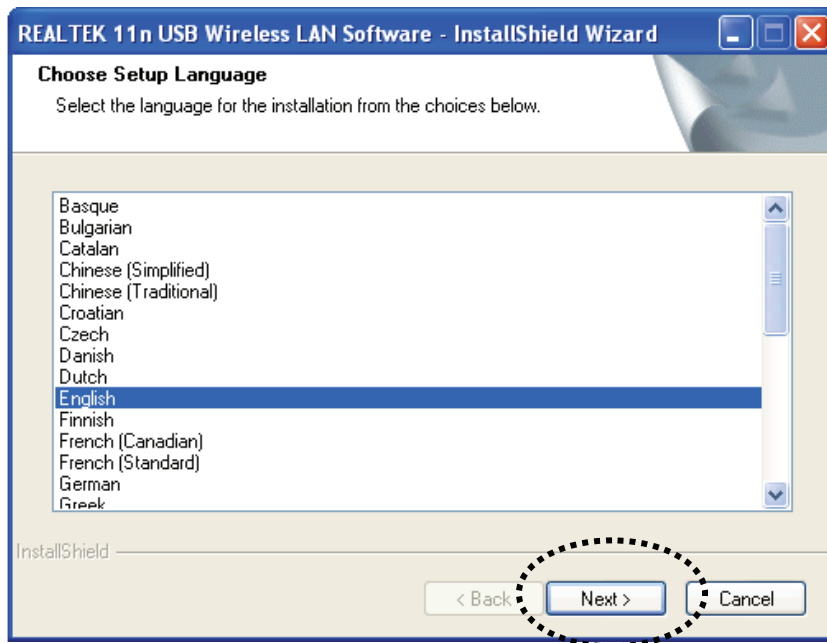 REALTEK 11n USB Wireless LAN Software - InstallShield Wizard
Choose Setup Language
Select the language for the installation from the choices below.
Basque
Bulgarian
Catalan
Chinese (Simplified)
Chinese (Traditional)
Croatian
Czech
Danish
Dutch
English
Finnish
French (Canadian)
French (Standard)
German
Greek
InstallShield
< Back
Next >
Cancel